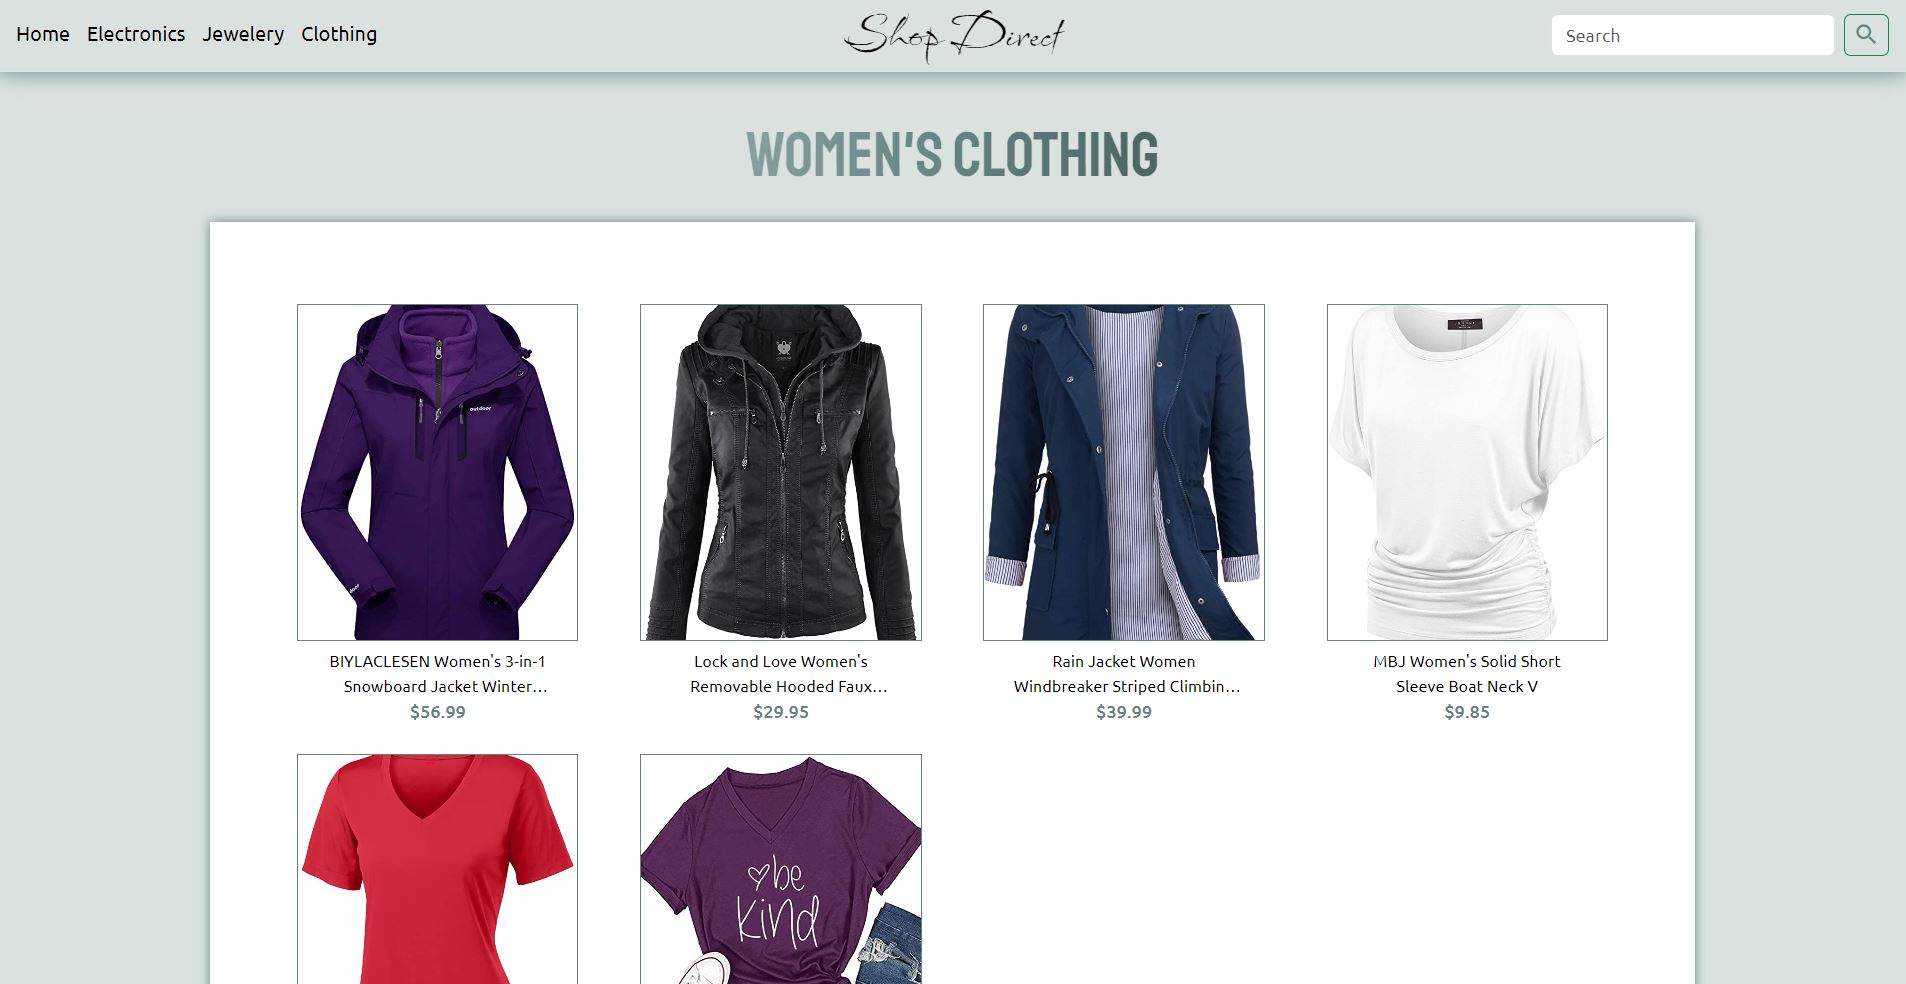 Home Electronics Jewelery Clothing
Shop Direct
Search
WOMEN'S CLOTHING
outdoor
BIYLACLESEN Women's 3-in-1
Snowboard Jacket Winter...
$56.99
Lock and Love Women's
Removable Hooded Faux...
$29.95
Rain Jacket Women
Windbreaker Striped Climbin...
$39.99
MBJ Women's Solid Short
Sleeve Boat Neck V
$9.85
be
kind